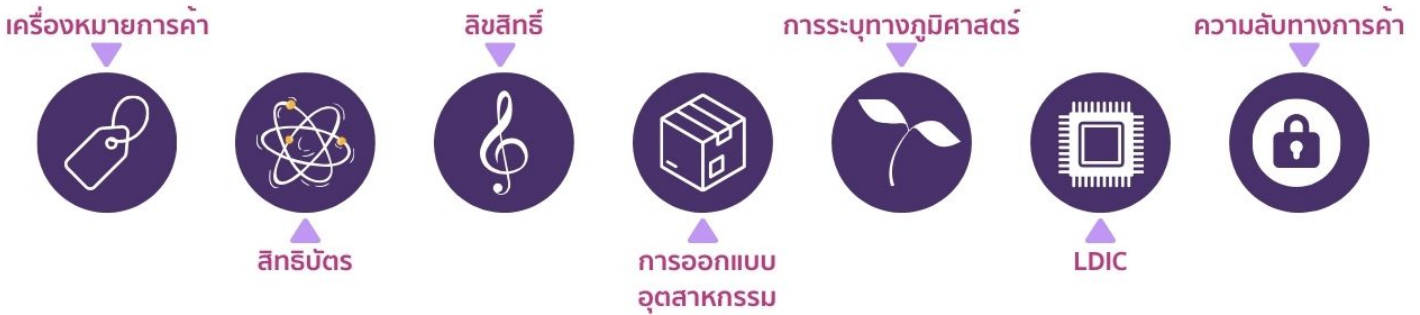 เครื่องหมายการค้า
ลิขสิทธิ์
การระบุทางภูมิศาสตร์
ความลับทางการค้า
สิทธิบัตร
การออกแบบ
อุตสาหกรรม
LDIC